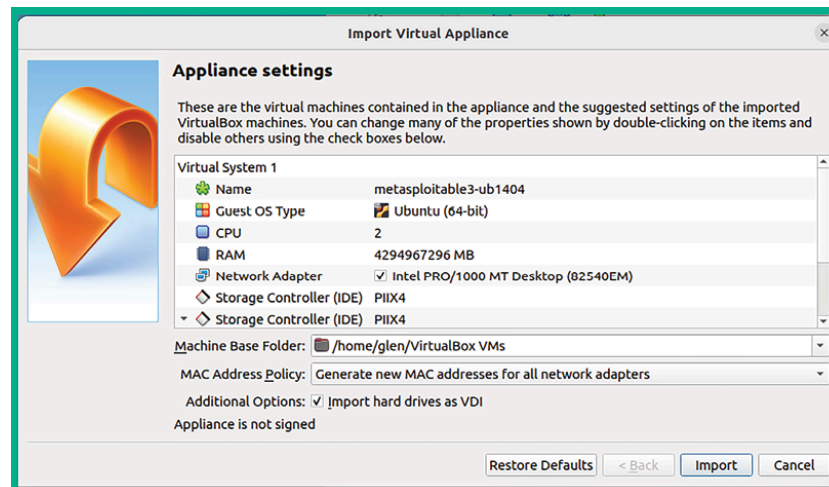 Import Virtual Appliance
Appliance settings
These are the virtual machines contained in the appliance and the suggested settings of the imported
VirtualBox machines. You can change many of the properties shown by double-clicking on the items and
disable others using the check boxes below.
Virtual System 1
Name metasploitable3-ub1404
Guest OS Type Ubuntu (64-bit)
CPU 2
RAM 4294967296 MB
Network Adapter Intel PRO/1000 MT Desktop (82540EM)
Storage Controller (IDE) PIIX4
Storage Controller (IDE) PIIX4
Machine Base Folder: /home/glen/VirtualBox VMs
MAC Address Policy: Generate new MAC addresses for all network adapters
Additional Options: Import hard drives as VDI
Appliance is not signed
Restore Defaults < Back Import Cancel